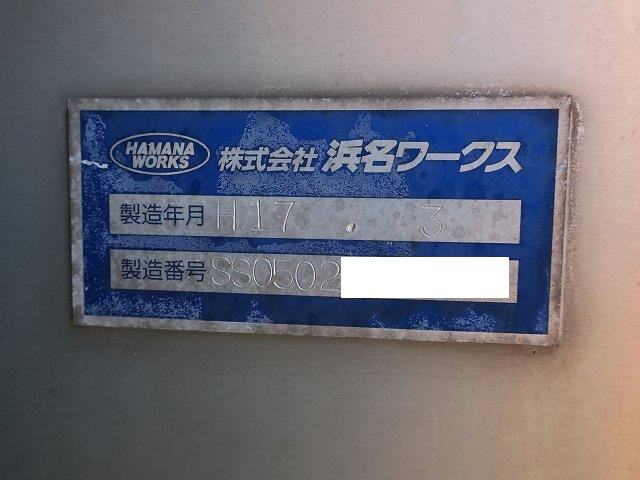 HAMANA
WORKS
株式会社 浜名ワークス
製造年月 H17 . 3
製造番号 SS0502